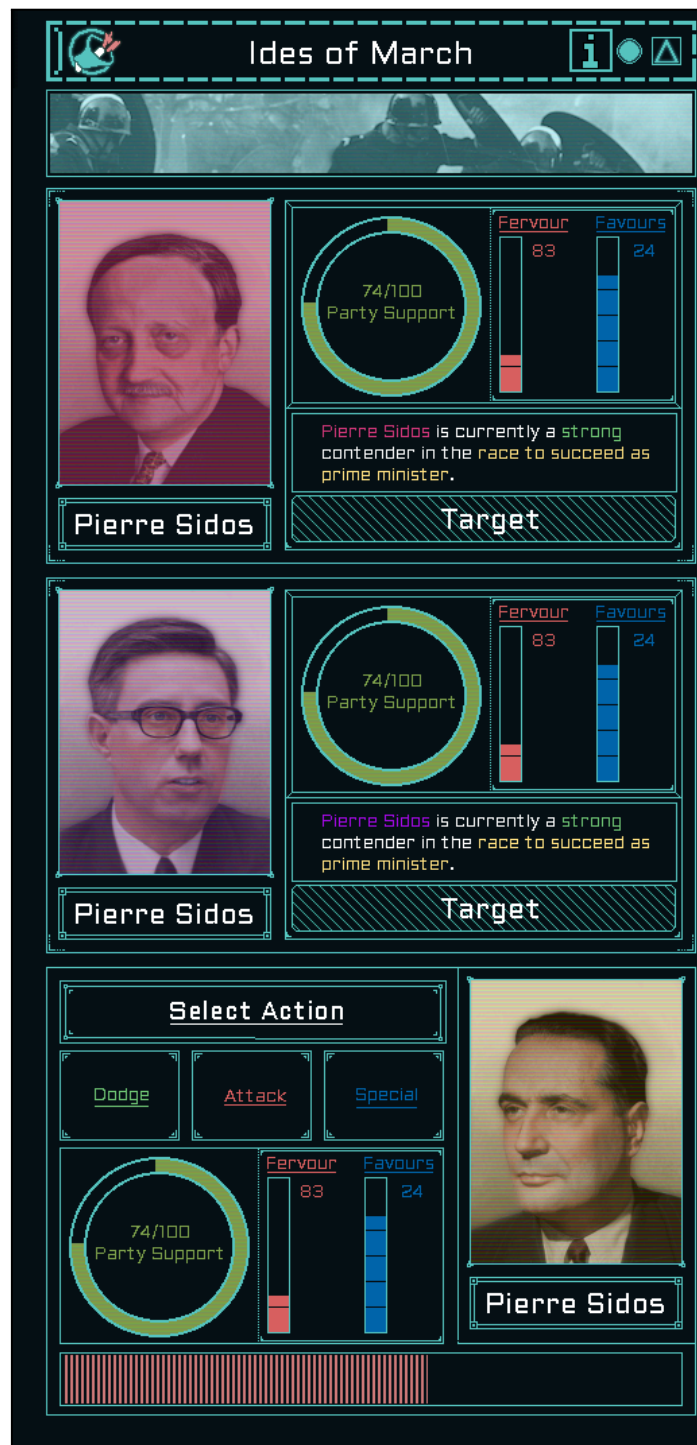 Ides of March
i
Fervour
Favours
83
24
74/100
Party Support
Pierre Sidos is currently a strong
contender in the race to succeed as
prime minister.
Pierre Sidos
Target
Fervour
Favours
83
24
74/100
Party Support
Pierre Sidos is currently a strong
contender in the race to succeed as
prime minister.
Pierre Sidos
Target
Select Action
Dodge
Attack
Special
Fervour
Favours
83
24
74/100
Party Support
Pierre Sidos